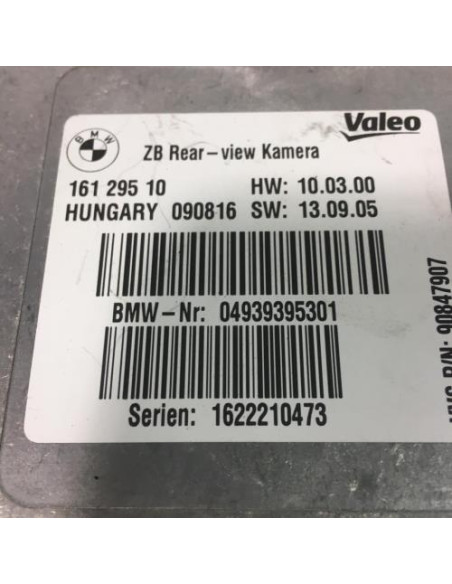 BMW
Valeo
ZB Rear-view Kamera
161 295 10 HW: 10.03.00
HUNGARY 090816 SW: 13.09.05
BMW-Nr: 04939395301
Serien: 1622210473
P/N: 90847907